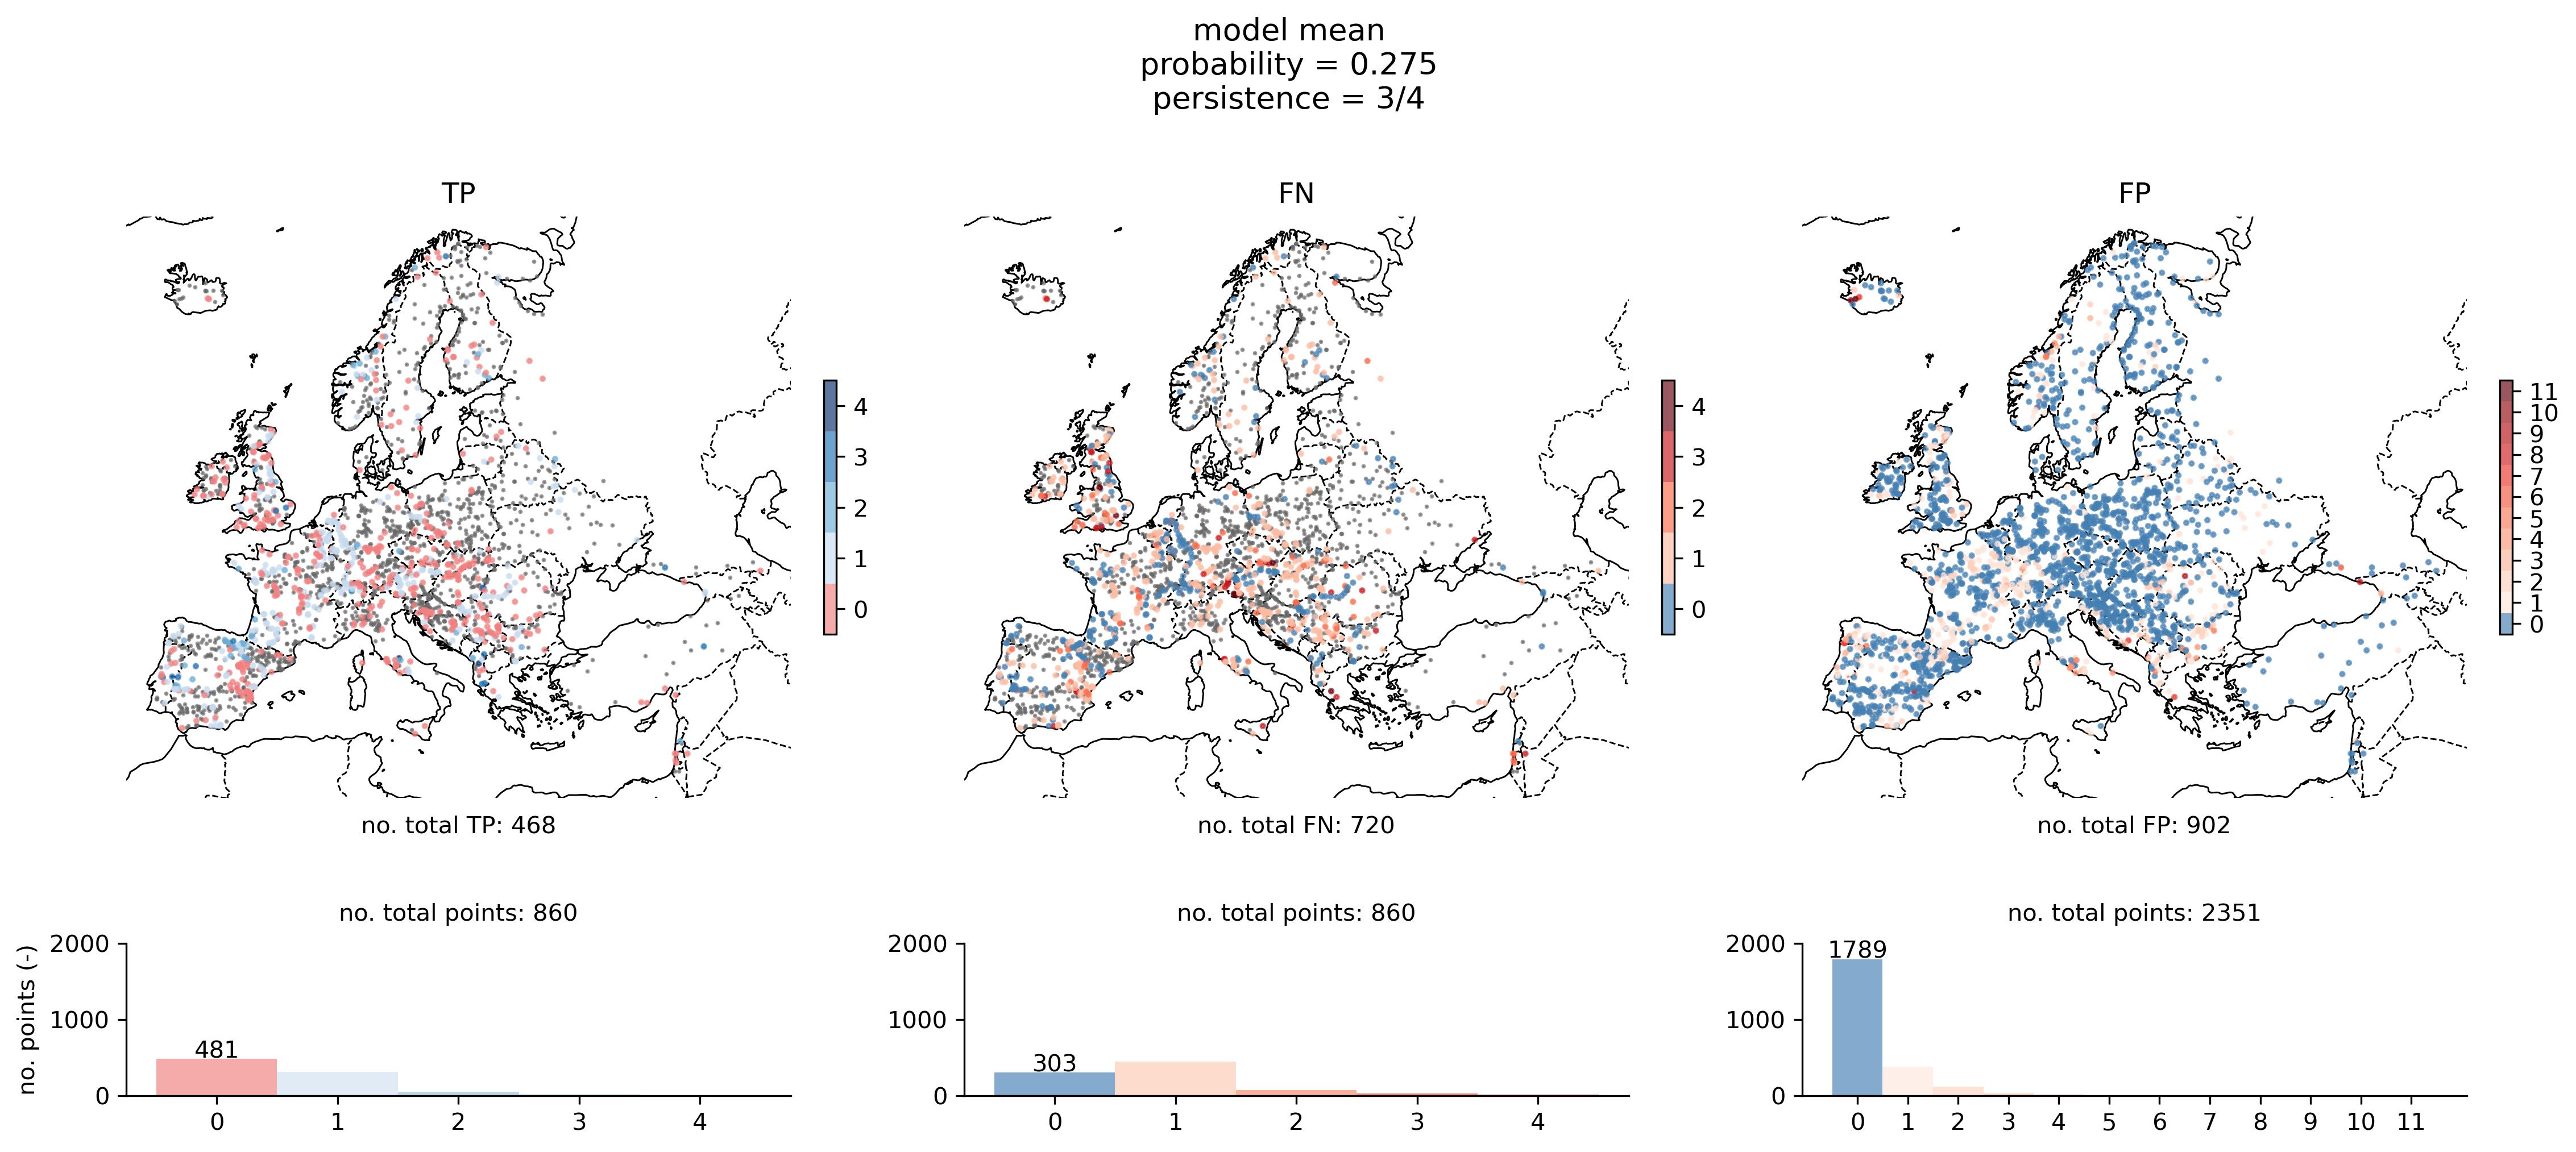 model mean
probability = 0.275
persistence = 3/4
TP
FN
FP
4
3
2
1
0
4
3
2
1
0
11
10
9
8
7
6
5
4
3
2
1
0
no. total TP: 468
no. total FN: 720
no. total FP: 902
no. total points: 860
no. total points: 860
no. total points: 2351
no. points (-)
2000
1000
0
481
0 1 2 3 4
2000
1000
0
303
0 1 2 3 4
2000
1000
0
1789
0 1 2 3 4 5 6 7 8 9 10 11